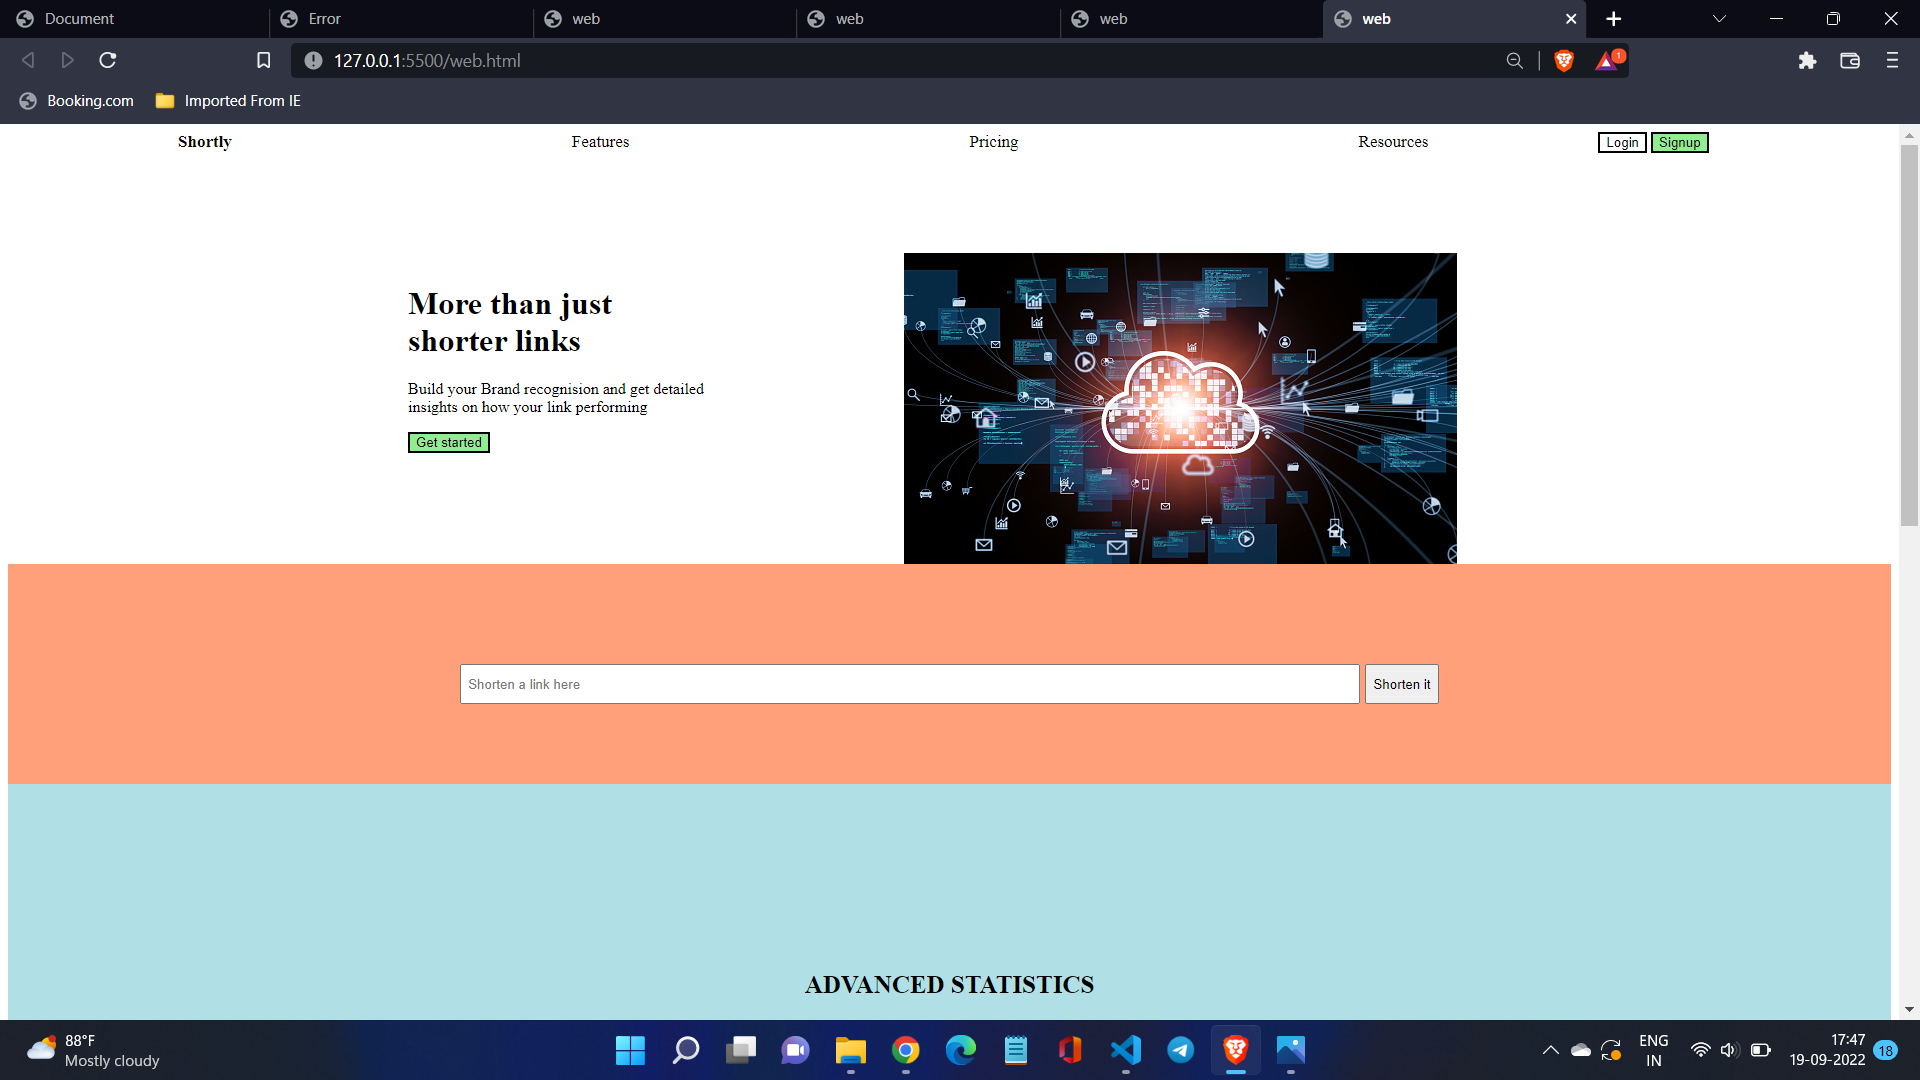 Document
Error
web
web
web
web
127.0.0.1:5500/web.html
1
Booking.com
Imported From IE
Shortly
Features
Pricing
Resources
Login
Signup
More than just
shorter links
Build your Brand recognision and get detailed
insights on how your link performing
Get started
Shorten a link here
Shorten it
ADVANCED STATISTICS
88°F
Mostly cloudy
ENG
IN
17:47
19-09-2022
18